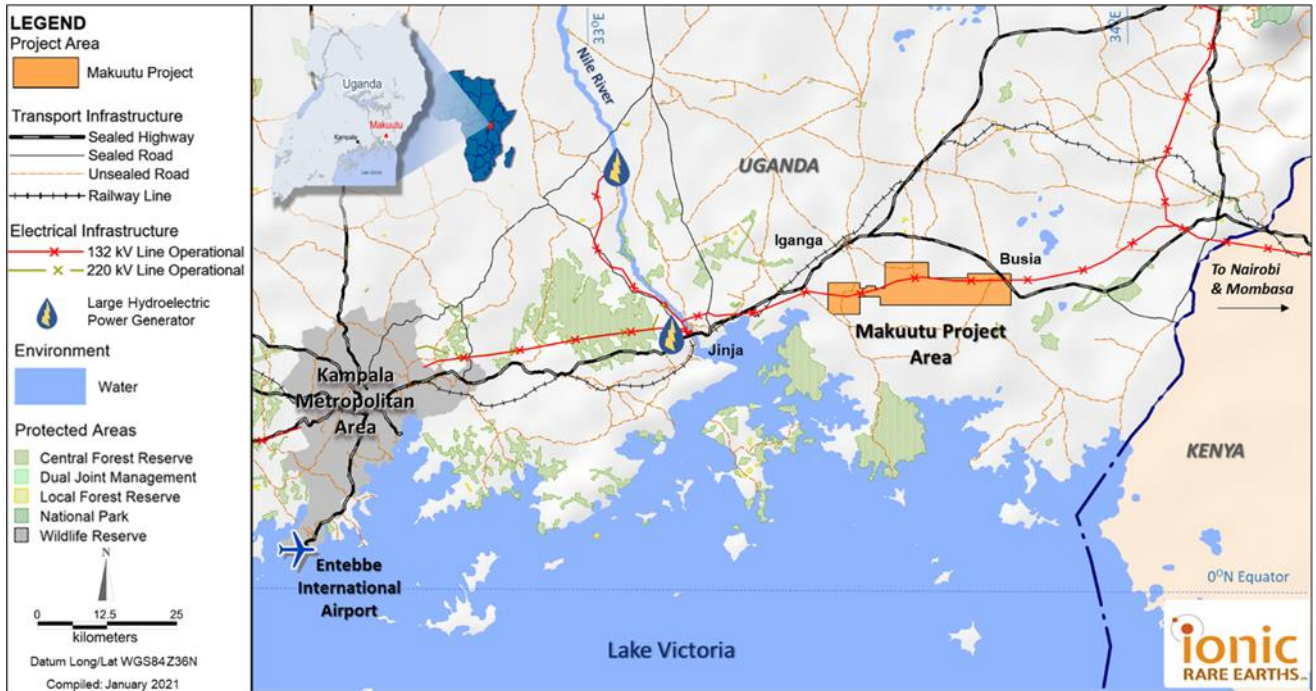 LEGEND
Project Area
Makuutu Project
Transport Infrastructure
Sealed Highway
Sealed Road
Unsealed Road
Railway Line
Electrical Infrastructure
132 kV Line Operational
220 kV Line Operational
Large Hydroelectric
Power Generator
Environment
Water
Protected Areas
Central Forest Reserve
Dual Joint Management
Local Forest Reserve
National Park
Wildlife Reserve
N
0 12.5 25
kilometers
Datum Long/Lat WGS84Z36N
Compiled: January 2021
Uganda
Kampala
Makuutu
33°E
34°E
Nile River
UGANDA
Iganga
Busia
To Nairobi
& Mombasa
Makuutu Project
Area
Jinja
Kampala
Metropolitan
Area
KENYA
Entebbe
International
Airport
0°N Equator
Lake Victoria
ionic
RARE EARTHS